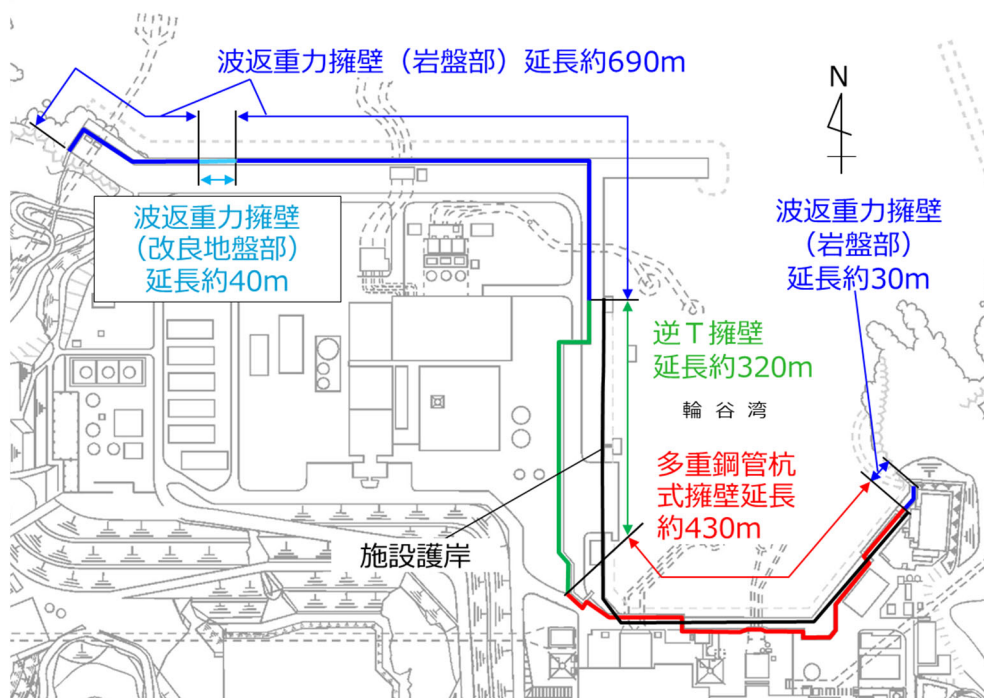 波返重力擁壁（岩盤部）延長約690m
N
波返重力擁壁
（改良地盤部）
延長約40m
波返重力擁壁
（岩盤部）
延長約30m
逆Ｔ擁壁
延長約320m
輪谷湾
多重鋼管杭
式擁壁延長
約430m
施設護岸